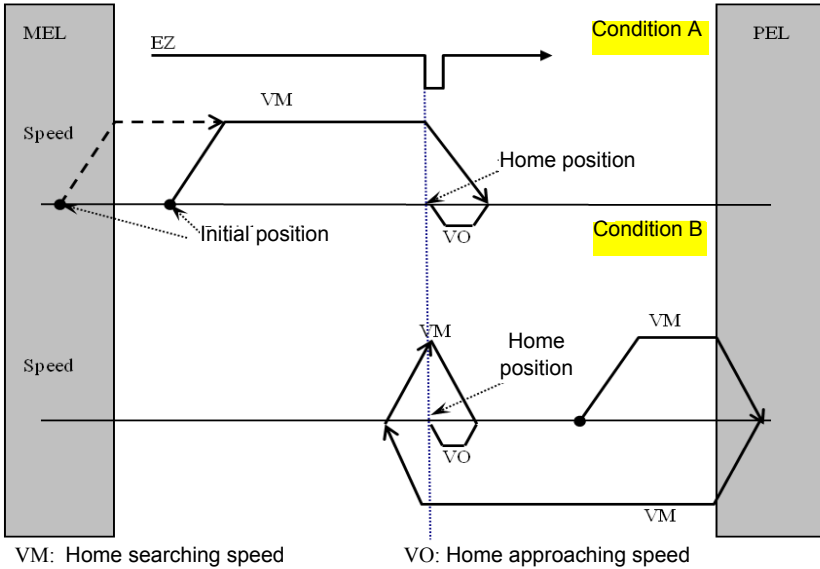 MEL
EZ
Condition A
PEL
VM
Speed
Home position
Initial position
VO
Condition B
VM
Home
position
VM
Speed
VO
VM
VM: Home searching speed
VO: Home approaching speed